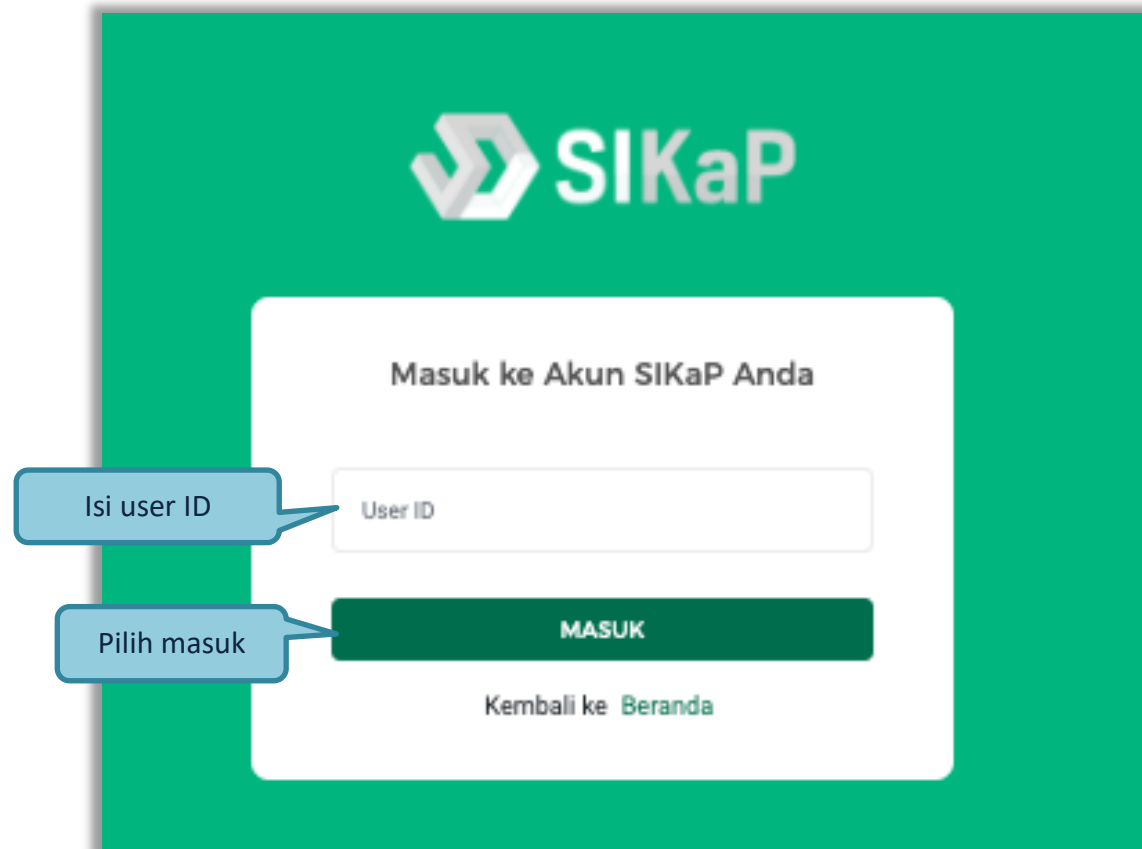 SIKaP
Masuk ke Akun SIKaP Anda
Isi user ID
User ID
Pilih masuk
MASUK
Kembali ke Beranda